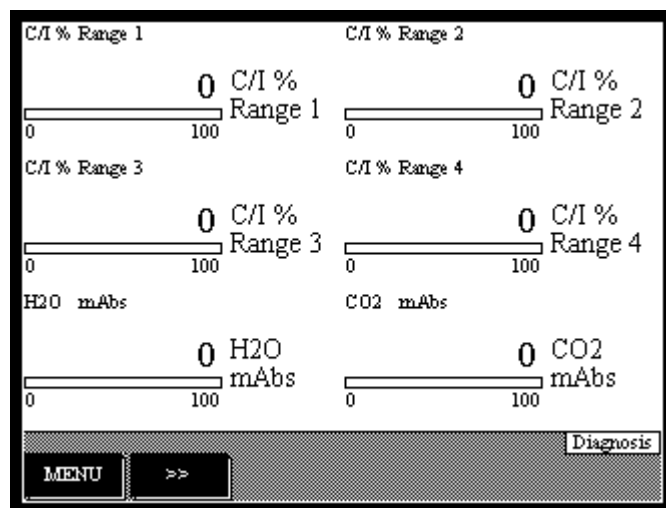 C/I % Range 1
C/I % Range 2
0 C/I %
Range 1
0 100
0 C/I %
Range 2
0 100
C/I % Range 3
C/I % Range 4
0 C/I %
Range 3
0 100
0 C/I %
Range 4
0 100
H2O mAbs
CO2 mAbs
0 H2O
mAbs
0 100
0 CO2
mAbs
0 100
Diagnosis
MENU >>